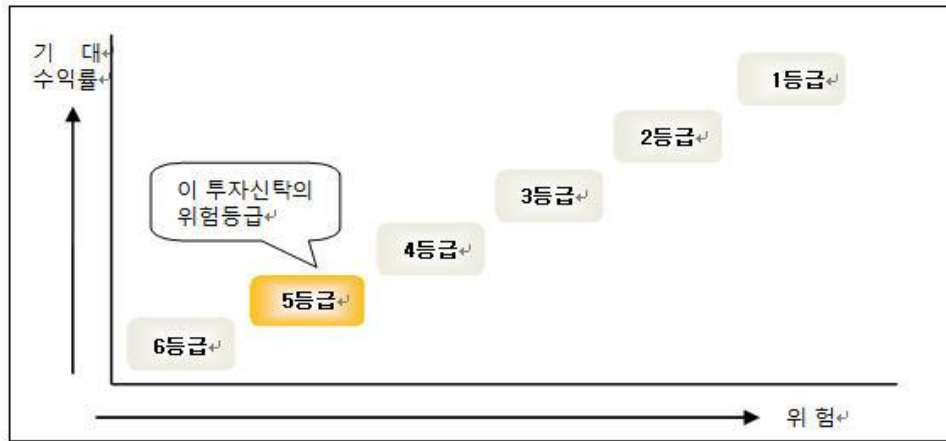 기 대↵
수익률↵
1등급↵
2등급↵
3등급↵
이 투자신탁의
위험등급↵
4등급↵
5등급↵
6등급↵
위 험↵